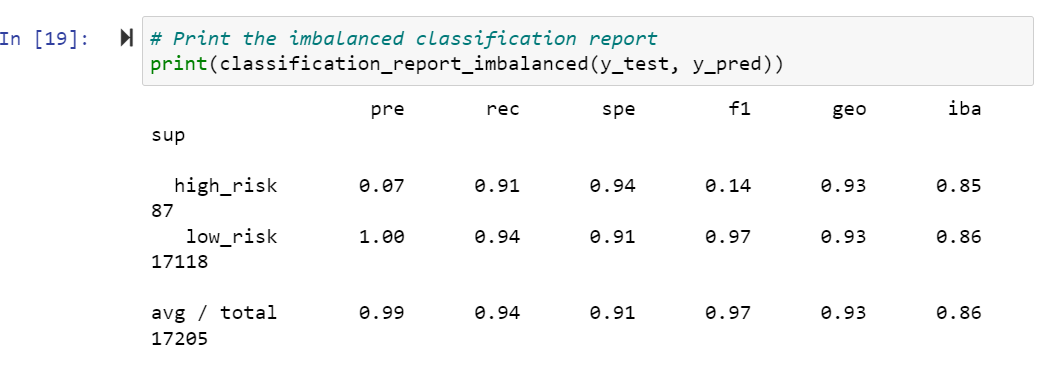 In [19]:
# Print the imbalanced classification report
print(classification_report_imbalanced(y_test, y_pred))
pre rec spe f1 geo iba
sup
high_risk 0.07 0.91 0.94 0.14 0.93 0.85
87
low_risk 1.00 0.94 0.91 0.97 0.93 0.86
17118
avg / total 0.99 0.94 0.91 0.97 0.93 0.86
17205